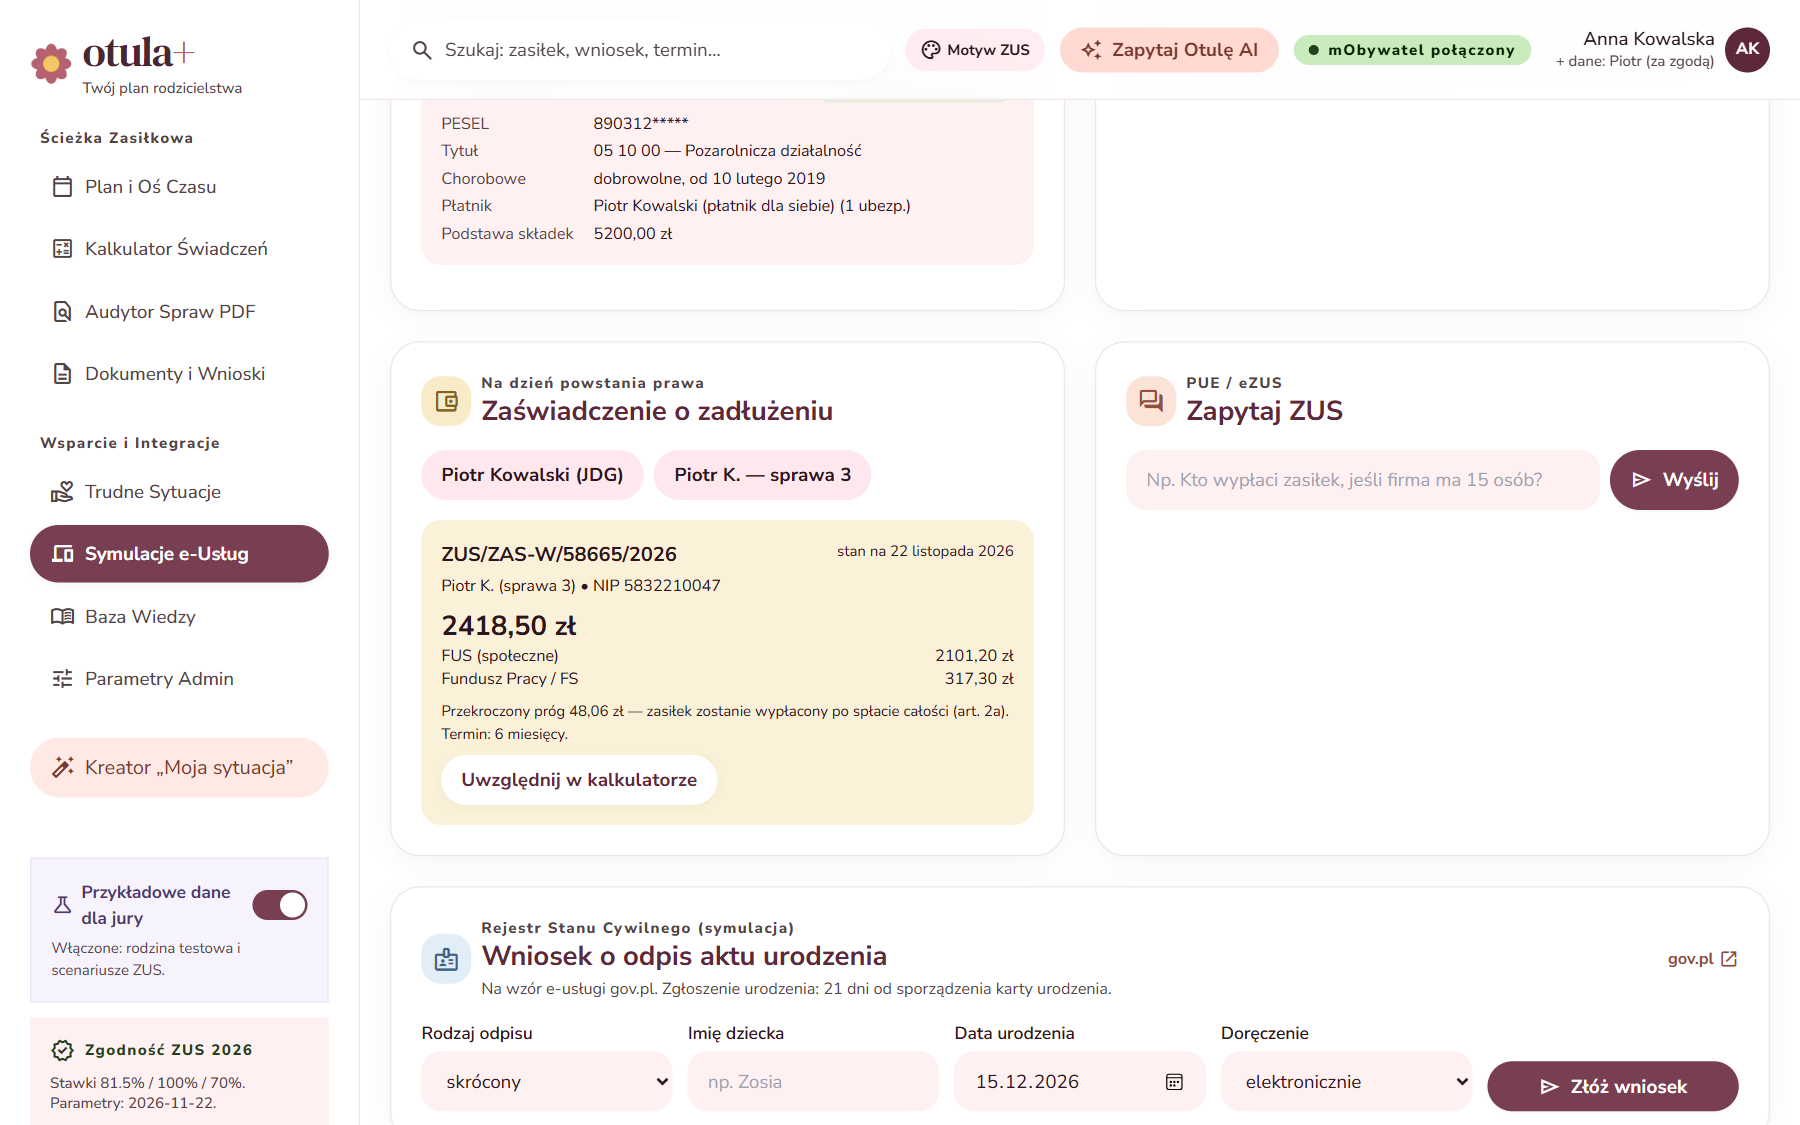 otula+
Twój plan rodzicielstwa
Ścieżka Zasiłkowa
Plan i Oś Czasu
Kalkulator Świadczeń
Audytor Spraw PDF
Dokumenty i Wnioski
Wsparcie i Integracje
Trudne Sytuacje
Symulacje e-Usług
Baza Wiedzy
Parametry Admin
Kreator „Moja sytuacja”
Przykładowe dane
dla jury
Włączone: rodzina testowa i
scenariusze ZUS.
Zgodność ZUS 2026
Stawki 81.5% / 100% / 70%.
Parametry: 2026-11-22.
Szukaj: zasiłek, wniosek, termin...
Motyw ZUS
Zapytaj Otulę AI
mObywatel połączony
Anna Kowalska
+ dane: Piotr (za zgodą)
AK
PESEL 890312*****
Tytuł 05 10 00 — Pozarolnicza działalność
Chorobowe dobrowolne, od 10 lutego 2019
Płatnik Piotr Kowalski (płatnik dla siebie) (1 ubezp.)
Podstawa składek 5200,00 zł
Na dzień powstania prawa
Zaświadczenie o zadłużeniu
Piotr Kowalski (JDG)
Piotr K. — sprawa 3
ZUS/ZAS-W/58665/2026
stan na 22 listopada 2026
Piotr K. (sprawa 3) • NIP 5832210047
2418,50 zł
FUS (społeczne) 2101,20 zł
Fundusz Pracy / FS 317,30 zł
Przekroczony próg 48,06 zł — zasiłek zostanie wypłacony po spłacie całości (art. 2a).
Termin: 6 miesięcy.
Uwzględnij w kalkulatorze
PUE / eZUS
Zapytaj ZUS
Np. Kto wypłaci zasiłek, jeśli firma ma 15 osób?
Wyślij
Rejestr Stanu Cywilnego (symulacja)
Wniosek o odpis aktu urodzenia
Na wzór e-usługi gov.pl. Zgłoszenie urodzenia: 21 dni od sporządzenia karty urodzenia.
gov.pl
Rodzaj odpisu
skrócony
Imię dziecka
np. Zosia
Data urodzenia
15.12.2026
Doręczenie
elektronicznie
Złóż wniosek